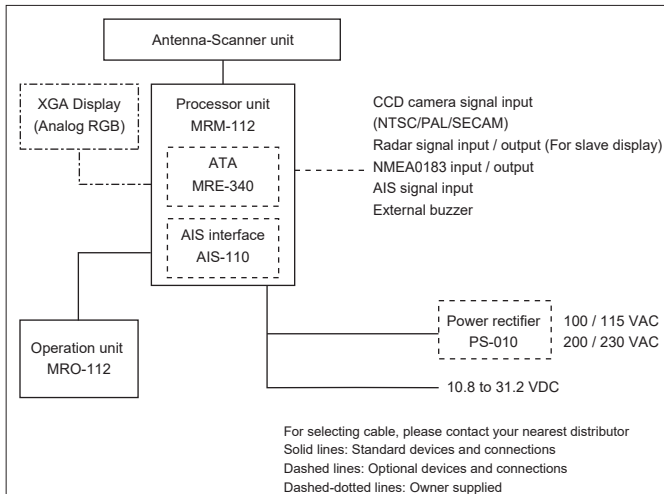 Antenna-Scanner unit
XGA Display
(Analog RGB)
Processor unit
MRM-112
ATA
MRE-340
AIS interface
AIS-110
CCD camera signal input
(NTSC/PAL/SECAM)
Radar signal input / output (For slave display)
NMEA0183 input / output
AIS signal input
External buzzer
Operation unit
MRO-112
Power rectifier
PS-010
100 / 115 VAC
200 / 230 VAC
10.8 to 31.2 VDC
For selecting cable, please contact your nearest distributor
Solid lines: Standard devices and connections
Dashed lines: Optional devices and connections
Dashed-dotted lines: Owner supplied